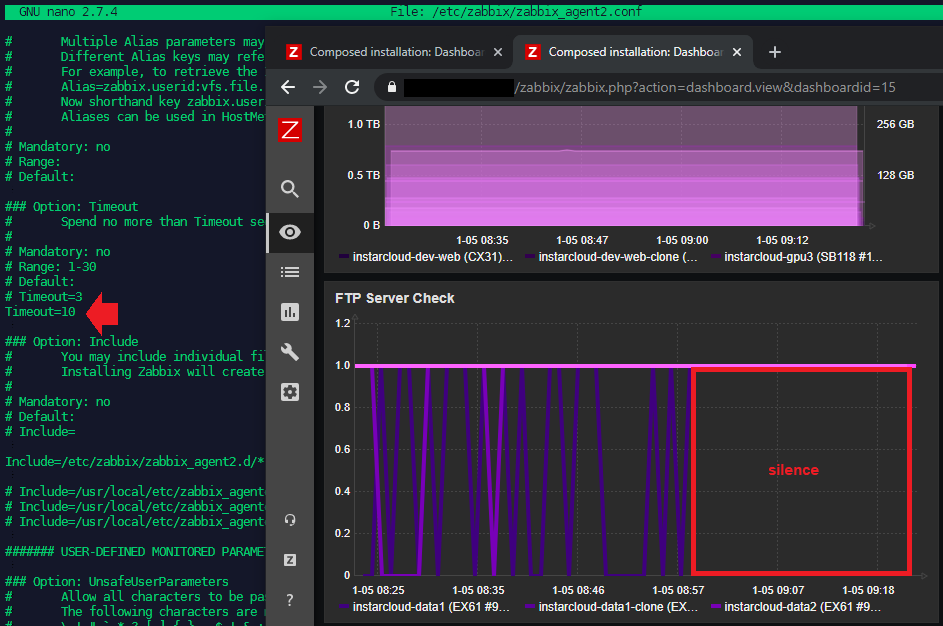 GNU nano 2.7.4
File: /etc/zabbix/zabbix_agent2.conf
# Multiple Alias parameters may
# Different Alias keys may refe
# For example, to retrieve the
# Alias=zabbix.userid:vfs.file.
# Now shorthand key zabbix.user
# Aliases can be used in HostMe
#
# Mandatory: no
# Range:
# Default:
### Option: Timeout
# Spend no more than Timeout se
#
# Mandatory: no
# Range: 1-30
# Default:
# Timeout=3
Timeout=10
### Option: Include
# You may include individual fi
# Installing Zabbix will create
#
# Mandatory: no
# Default:
# Include=
Include=/etc/zabbix/zabbix_agent2.d/*
# Include=/usr/local/etc/zabbix_agent
# Include=/usr/local/etc/zabbix_agent
# Include=/usr/local/etc/zabbix_agent
####### USER-DEFINED MONITORED PARAME
### Option: UnsafeUserParameters
# Allow all characters to be pa
# The following characters are
Z Composed installation: Dashboar
Z Composed installation: Dashboar
/zabbix/zabbix.php?action=dashboard.view&dashboardid=15
Z
Z
?
1.0 TB
0.5 TB
0 B
256 GB
128 GB
1-05 08:35 1-05 08:47 1-05 09:00 1-05 09:12
instarcloud-dev-web (CX31)... instarcloud-dev-web-clone (... instarcloud-gpu3 (SB118 #1...
FTP Server Check
1.2
1.0
0.8
0.6
0.4
0.2
0
silence
1-05 08:25 1-05 08:35 1-05 08:46 1-05 08:57 1-05 09:07 1-05 09:18
instarcloud-data1 (EX61 #9... instarcloud-data1-clone (EX... instarcloud-data2 (EX61 #9...